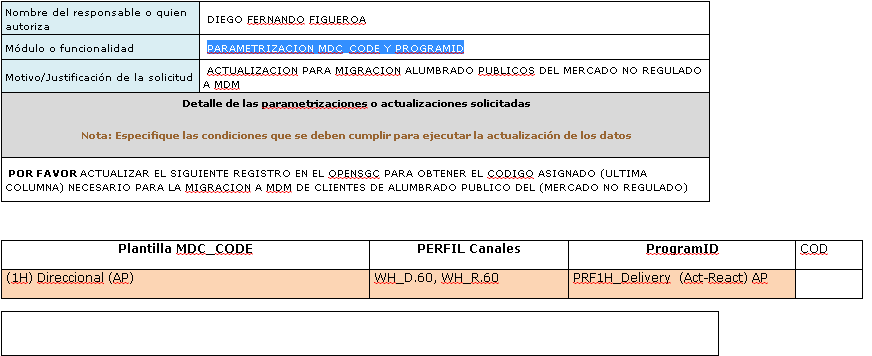 Nombre del responsable o quien
autoriza
DIEGO FERNANDO FIGUEROA
Módulo o funcionalidad
PARAMETRIZACION MDC_CODE Y PROGRAMID
Motivo/Justificación de la solicitud
ACTUALIZACION PARA MIGRACION ALUMBRADO PUBLICOS DEL MERCADO NO REGULADO
A MDM
Detalle de las parametrizaciones o actualizaciones solicitadas
Nota: Especifique las condiciones que se deben cumplir para ejecutar la actualización de los datos
POR FAVOR ACTUALIZAR EL SIGUIENTE REGISTRO EN EL OPENSGC PARA OBTENER EL CODIGO ASIGNADO (ULTIMA
COLUMNA) NECESARIO PARA LA MIGRACION A MDM DE CLIENTES DE ALUMBRADO PUBLICO DEL (MERCADO NO REGULADO)
Plantilla MDC_CODE PERFIL Canales ProgramID COD
(1H) Direccional (AP) WH_D.60, WH_R.60 PRF1H_Delivery (Act-React) AP